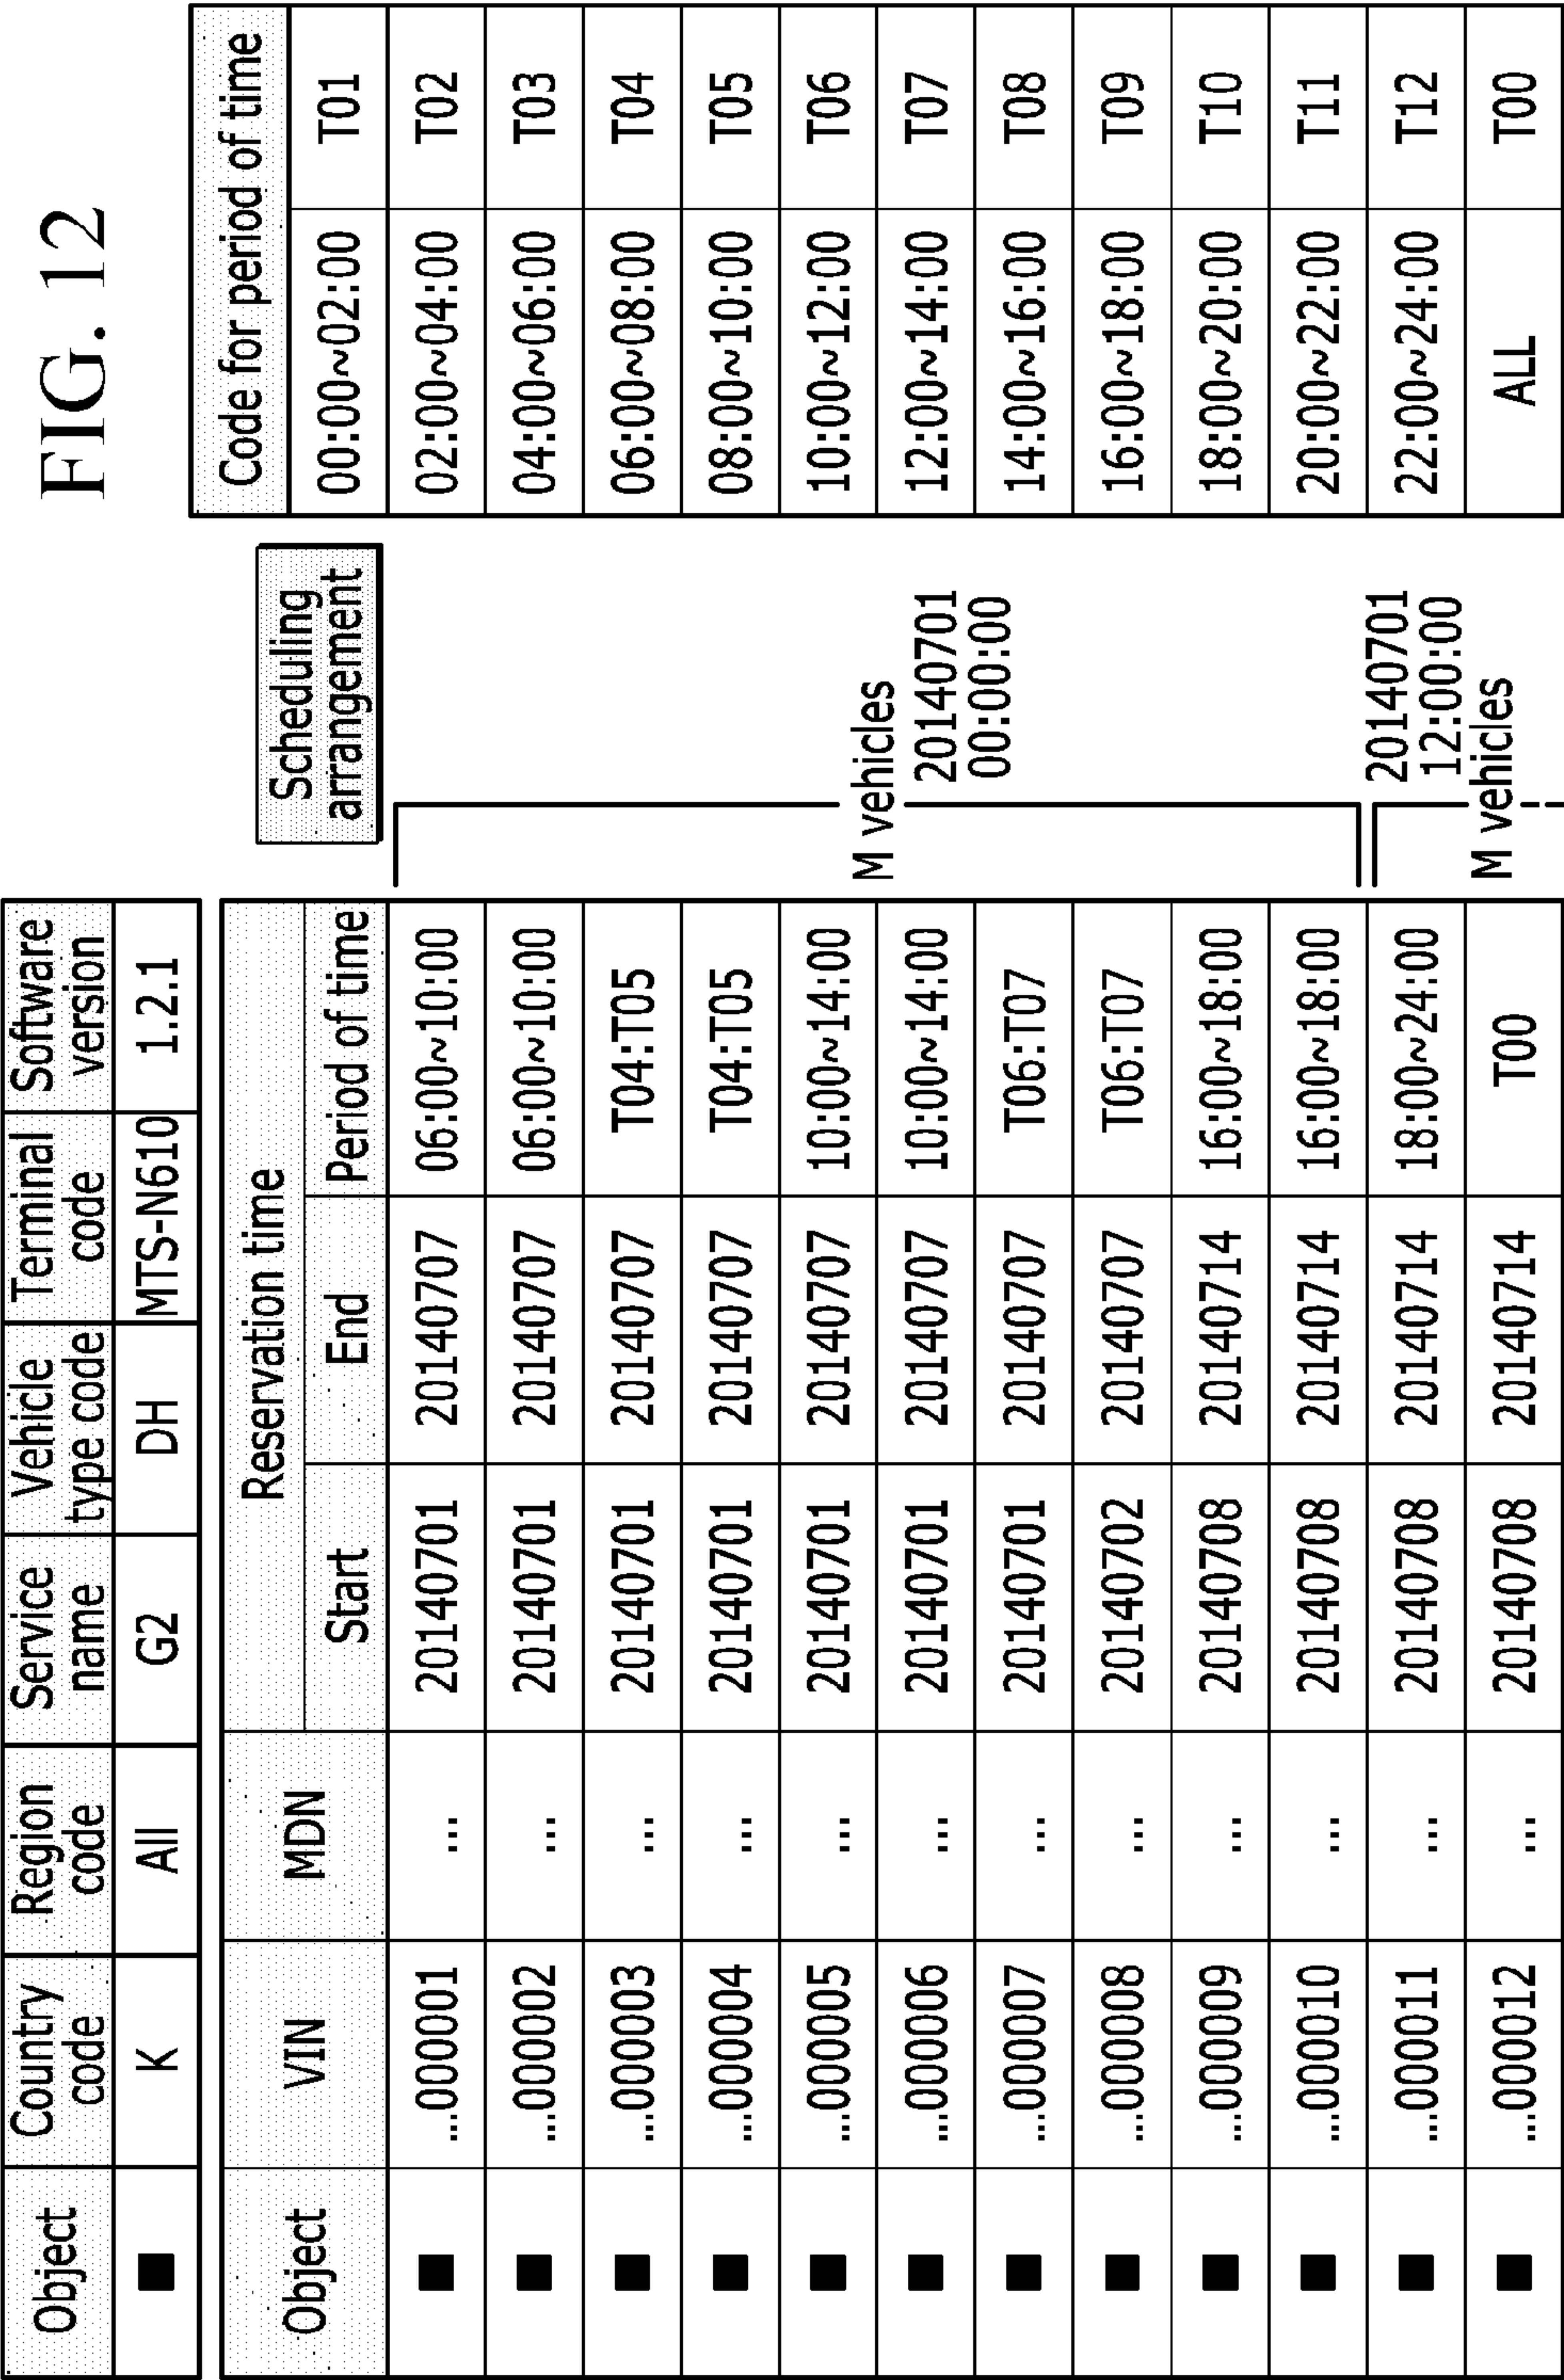 FIG. 12
Object Country code Region code Service name Vehicle type code Terminal code Software version
■ K All G2 DH MTS-N610 1.2.1
Object VIN MDN Reservation time
Start End Period of time
■ ...000001 ... 20140701 20140707 06:00~10:00
■ ...000002 ... 20140701 20140707 06:00~10:00
■ ...000003 ... 20140701 20140707 T04:T05
■ ...000004 ... 20140701 20140707 T04:T05
■ ...000005 ... 20140701 20140707 10:00~14:00
■ ...000006 ... 20140701 20140707 10:00~14:00
■ ...000007 ... 20140701 20140707 T06:T07
■ ...000008 ... 20140702 20140707 T06:T07
■ ...000009 ... 20140708 20140714 16:00~18:00
■ ...000010 ... 20140708 20140714 16:00~18:00
■ ...000011 ... 20140708 20140714 18:00~24:00
■ ...000012 ... 20140708 20140714 T00
Scheduling
arrangement
M vehicles
20140701
00:00:00
20140701
12:00:00
M vehicles
Code for period of time
00:00~02:00 T01
02:00~04:00 T02
04:00~06:00 T03
06:00~08:00 T04
08:00~10:00 T05
10:00~12:00 T06
12:00~14:00 T07
14:00~16:00 T08
16:00~18:00 T09
18:00~20:00 T10
20:00~22:00 T11
22:00~24:00 T12
ALL T00